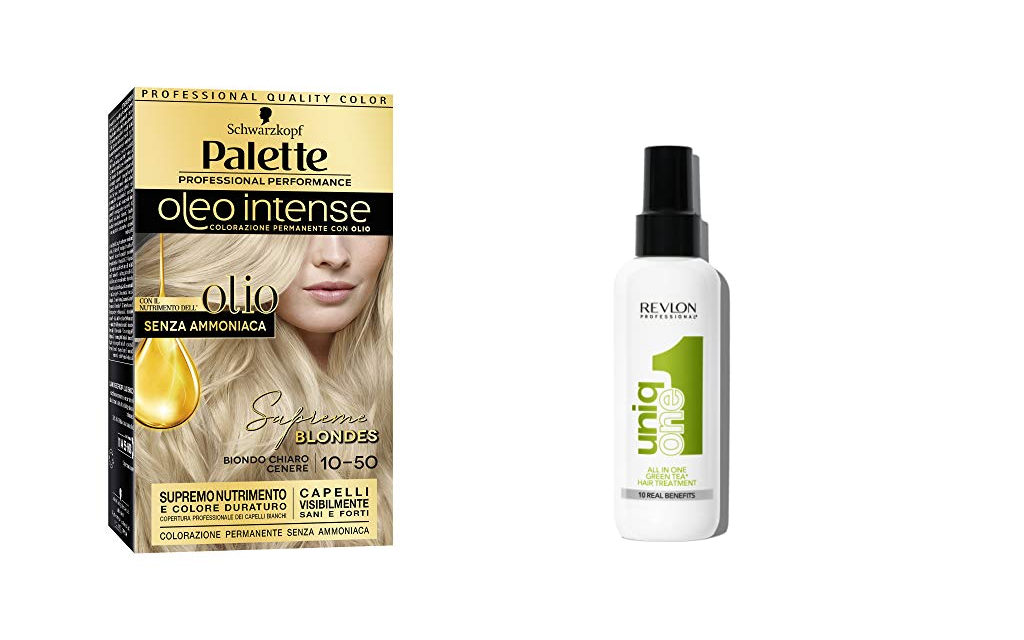 PROFESSIONAL QUALITY COLOR
Schwarzkopf
Palette
PROFESSIONAL PERFORMANCE
oleo intense
COLORAZIONE PERMANENTE CON OLIO
CON IL
NUTRIMENTO DELL'
olio
SENZA AMMONIACA
Supreme
BLONDES
BIONDO CHIARO
CENERE
10-50
SUPREMO NUTRIMENTO
E COLORE DURATURO
COPERTURA PROFESSIONALE DEI CAPELLI BIANCHI
CAPELLI
VISIBILMENTE
SANI E FORTI
COLORAZIONE PERMANENTE SENZA AMMONIACA
REVLON
PROFESSIONAL
uniq
one
1
ALL IN ONE
GREEN TEA*
HAIR TREATMENT
10 REAL BENEFITS